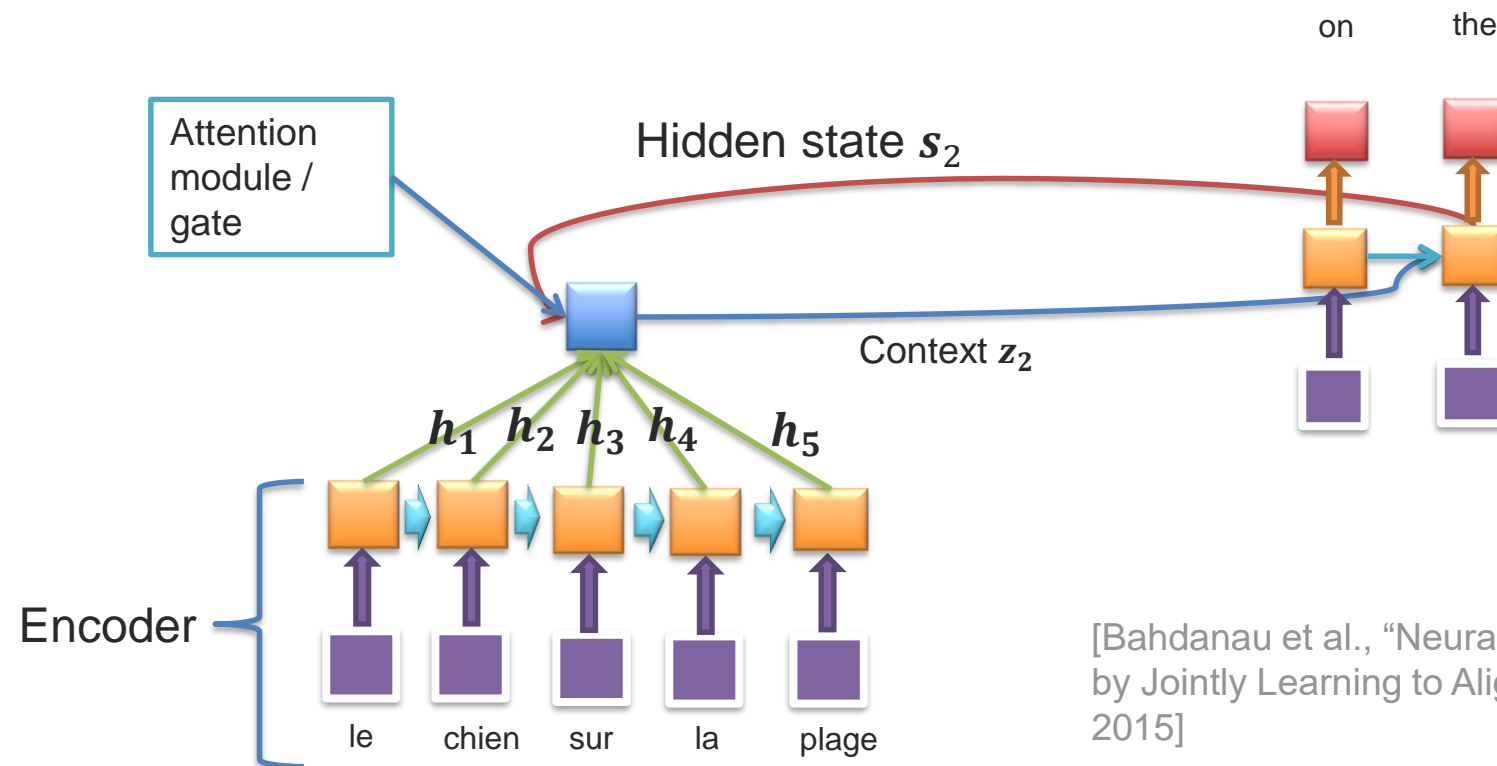 on the
Attention
module /
gate
Hidden state s₂
Context z₂
h₁ h₂ h₃ h₄ h₅
Encoder
le chien sur la plage
[Bahdanau et al., “Neura
by Jointly Learning to Alig
2015]